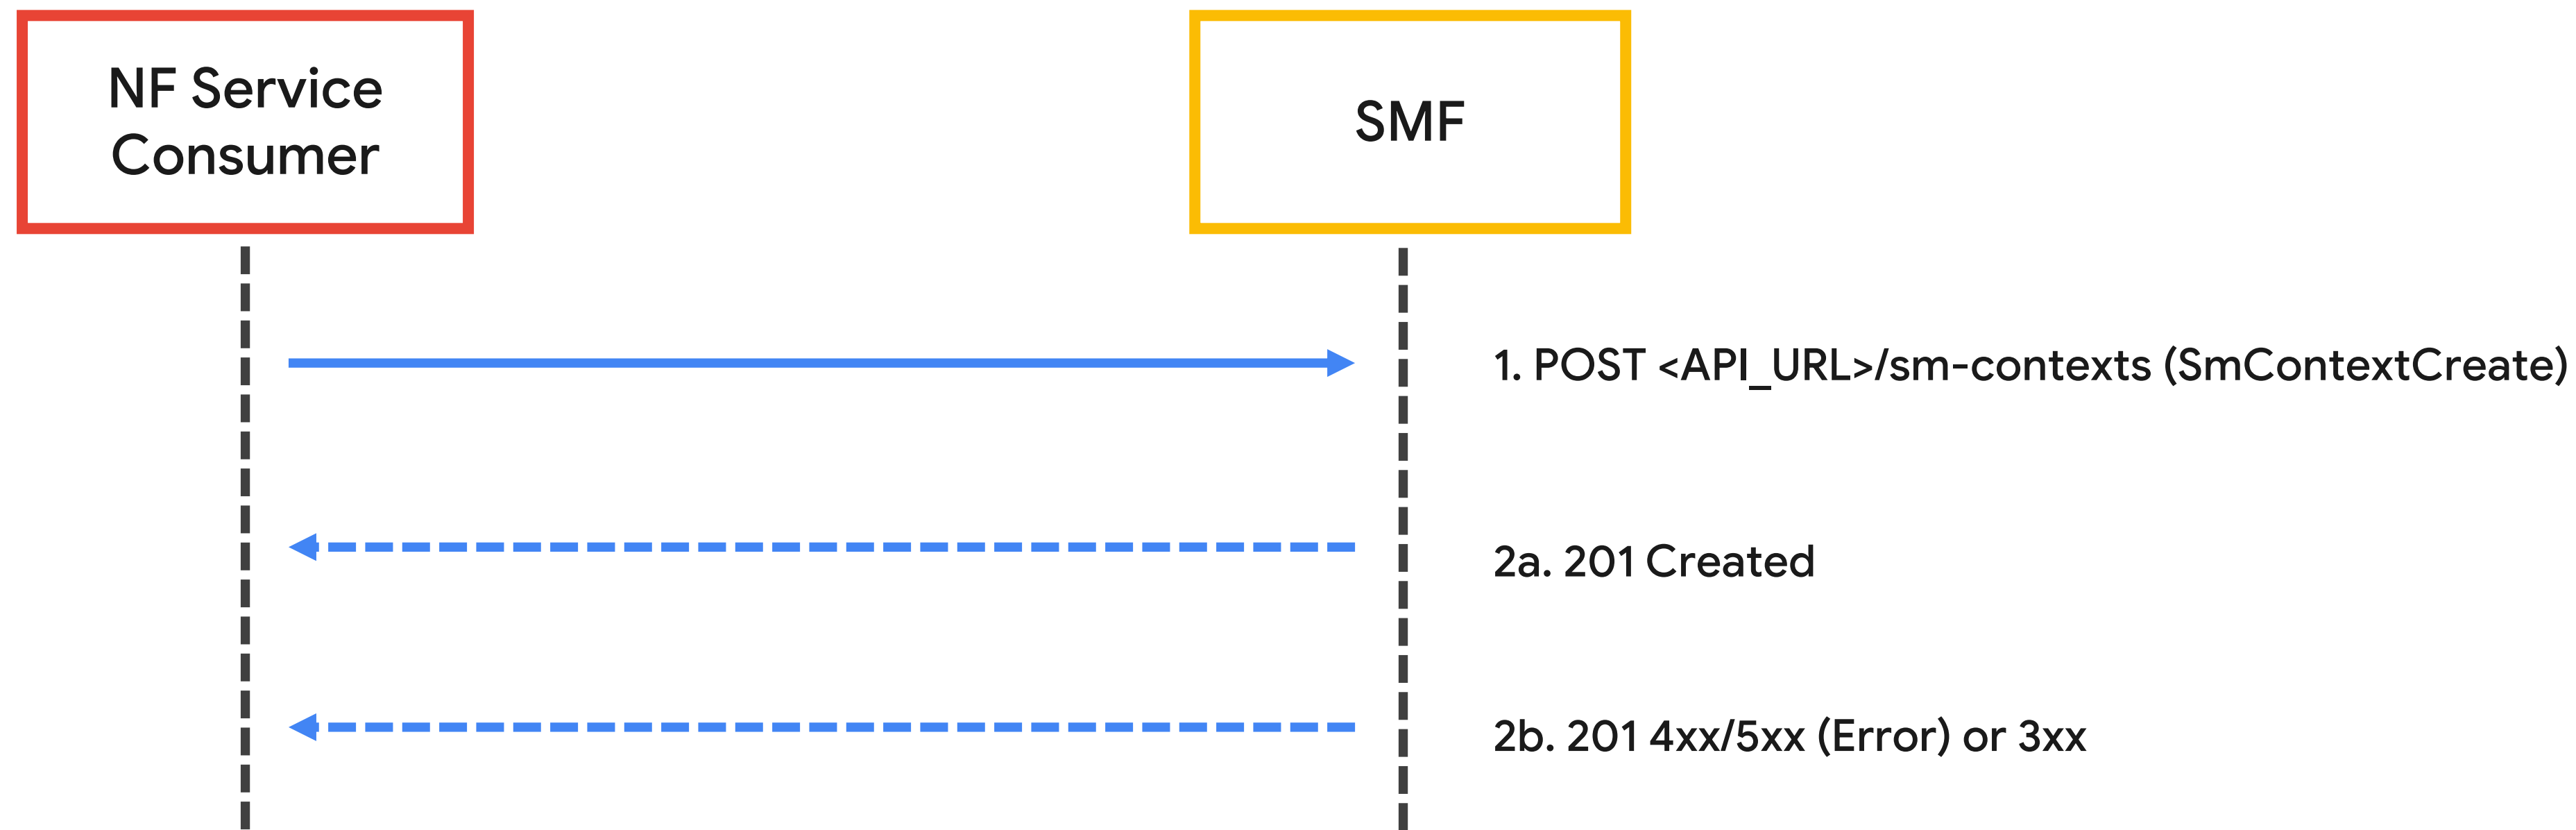 NF Service
Consumer
SMF
1. POST <API_URL>/sm-contexts (SmContextCreate)
2a. 201 Created
2b. 201 4xx/5xx (Error) or 3xx